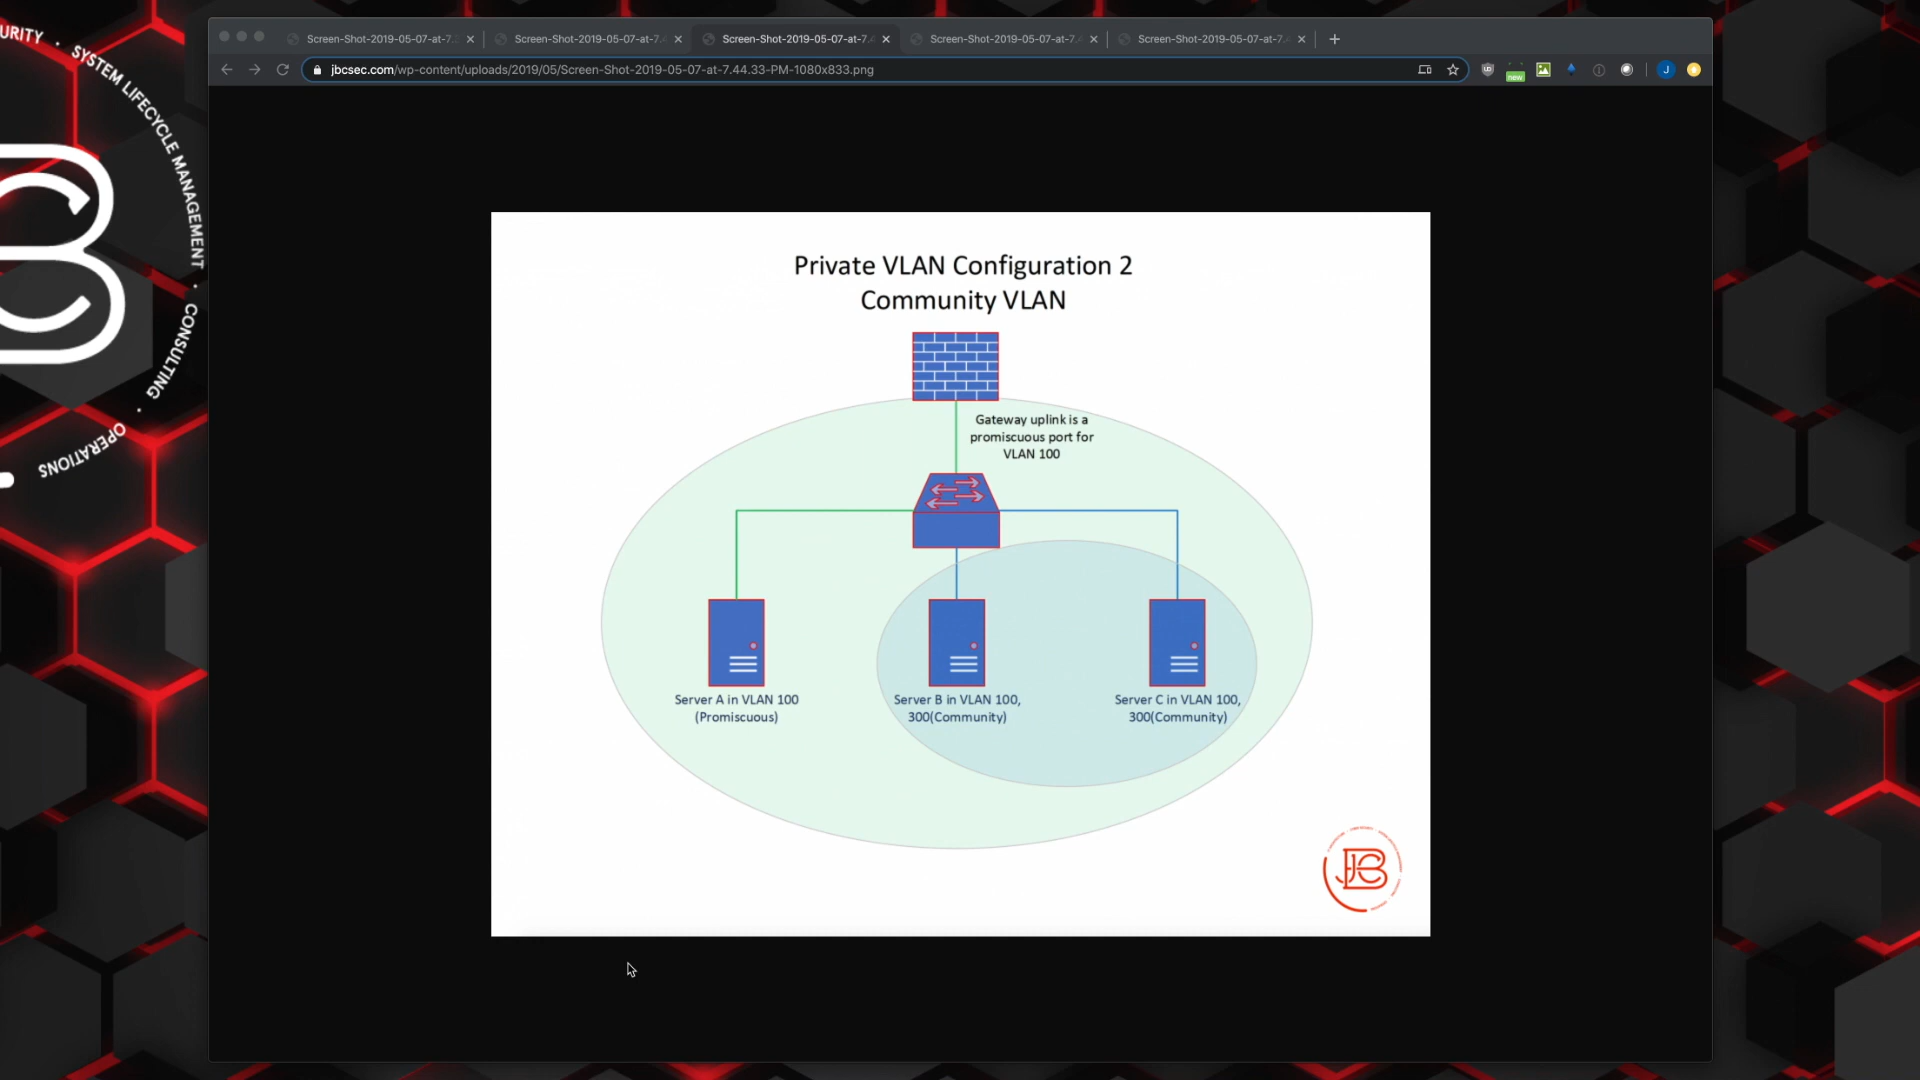 URITY · SYSTEM LIFECYCLE MANAGEMENT · CONSULTING · OPERATIONS
Screen-Shot-2019-05-07-at-7.
Screen-Shot-2019-05-07-at-7.
Screen-Shot-2019-05-07-at-7.
Screen-Shot-2019-05-07-at-7.
Screen-Shot-2019-05-07-at-7.
jbcsec.com/wp-content/uploads/2019/05/Screen-Shot-2019-05-07-at-7.44.33-PM-1080x833.png
new
J
Private VLAN Configuration 2
Community VLAN
Gateway uplink is a
promiscuous port for
VLAN 100
Server A in VLAN 100
(Promiscuous)
Server B in VLAN 100,
300(Community)
Server C in VLAN 100,
300(Community)
JBC